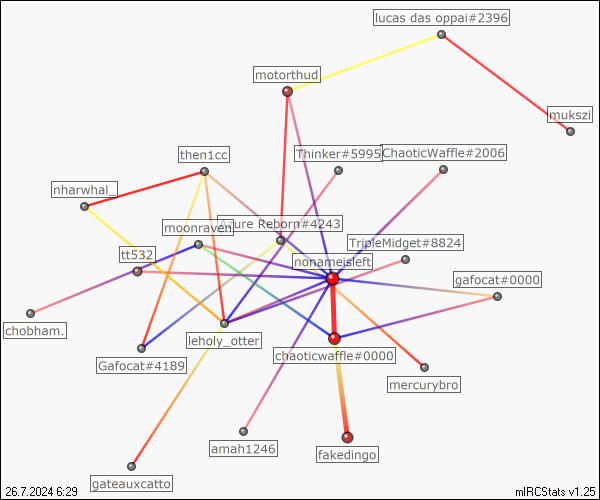 lucas das oppai#2396
motorthud
mukszi
then1cc
Thinker#5995
ChaoticWaffle#2006
nharwhal_
moonraven
Azure Reborn#4243
tt532
nonameisleft
TripleMidget#8824
gafocat#0000
chobham.
leholy_otter
Gafocat#4189
chaoticwaffle#0000
mercurybro
amah1246
fakedingo
gateauxcatto
26.7.2024 6:29
mIRCStats v1.25